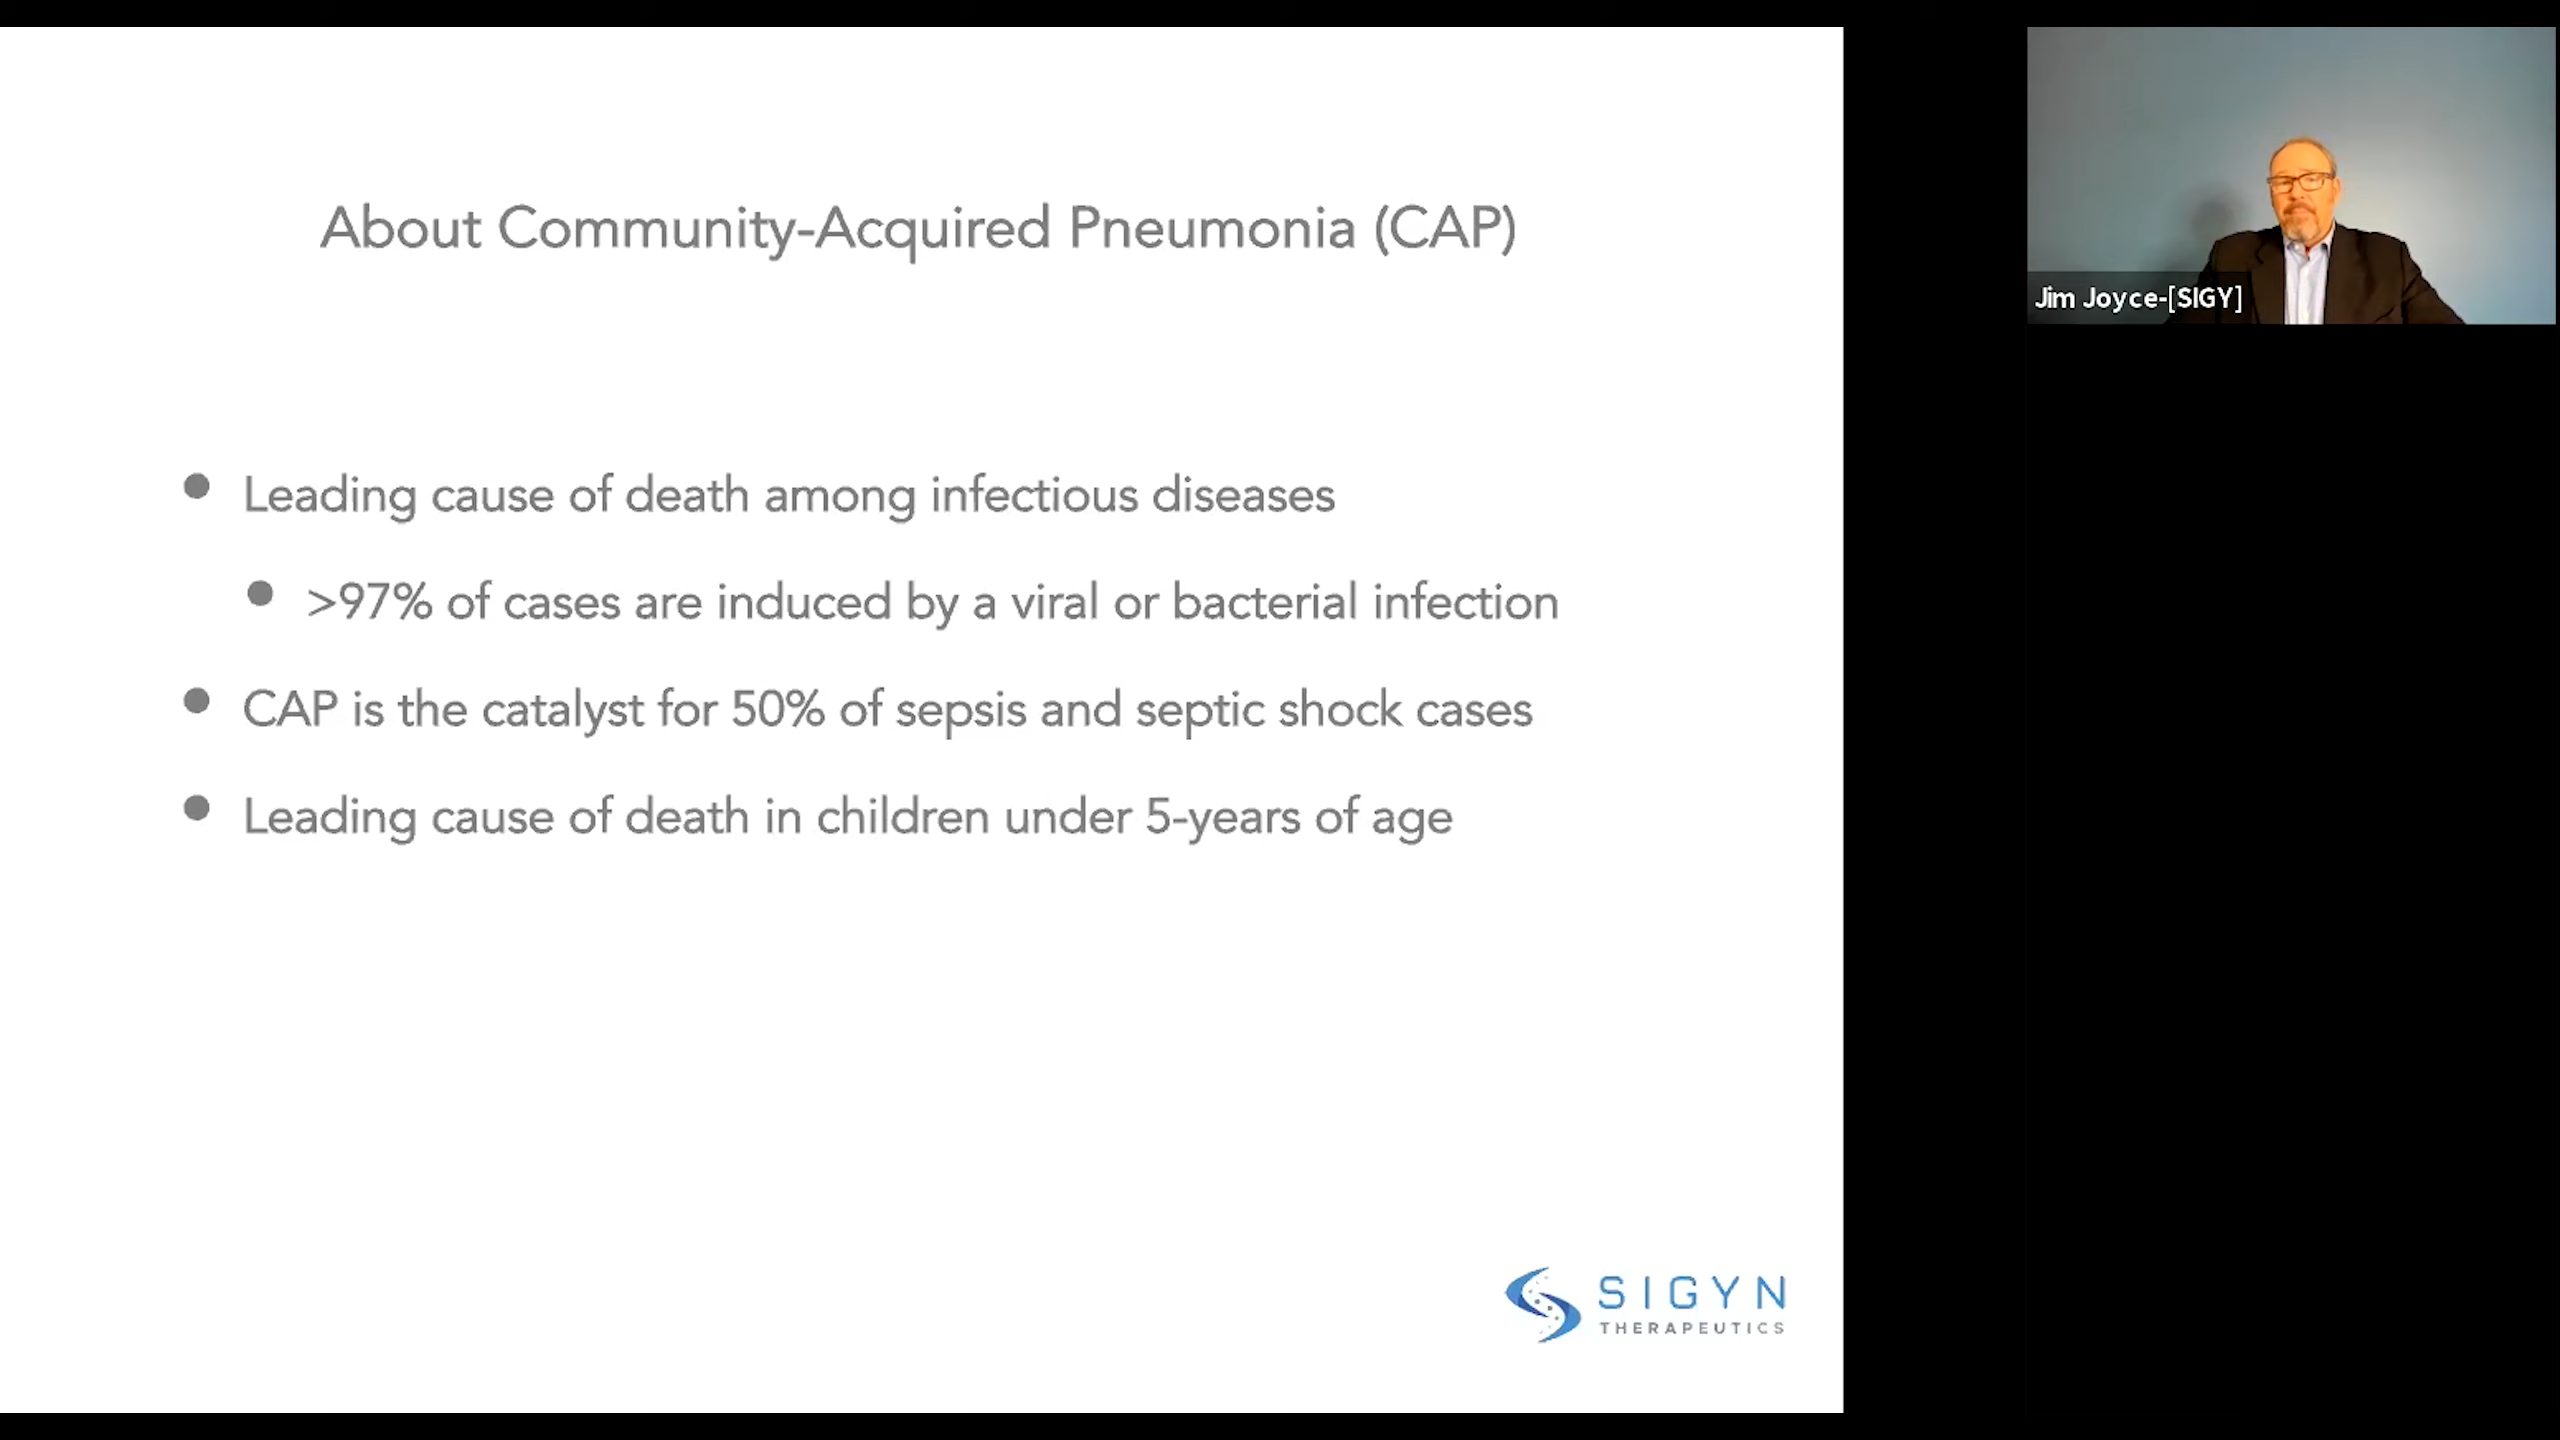 About Community-Acquired Pneumonia (CAP)
Leading cause of death among infectious diseases
>97% of cases are induced by a viral or bacterial infection
CAP is the catalyst for 50% of sepsis and septic shock cases
Leading cause of death in children under 5-years of age
SIGYN
THERAPEUTICS
Jim Joyce-[SIGY]